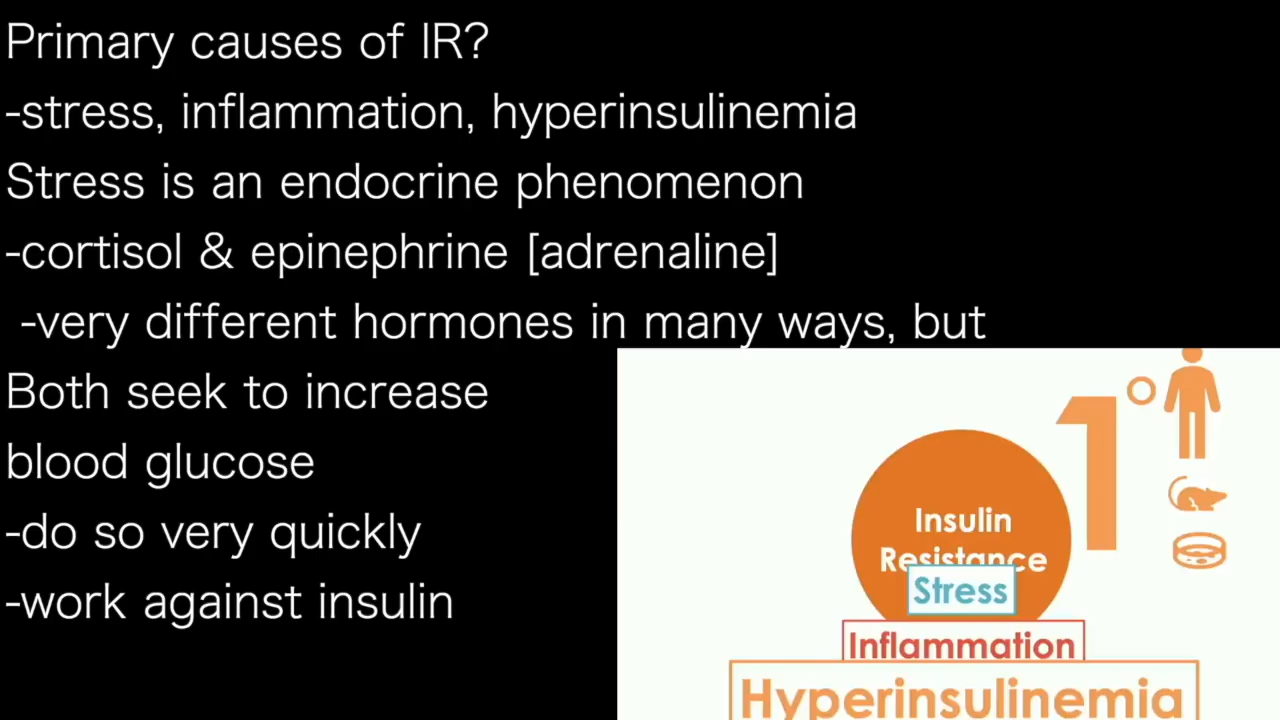 Primary causes of IR?
-stress, inflammation, hyperinsulinemia
Stress is an endocrine phenomenon
-cortisol & epinephrine [adrenaline]
-very different hormones in many ways, but
Both seek to increase
blood glucose
-do so very quickly
-work against insulin
1°
Insulin
Resistance
Stress
Inflammation
Hyperinsulinemia